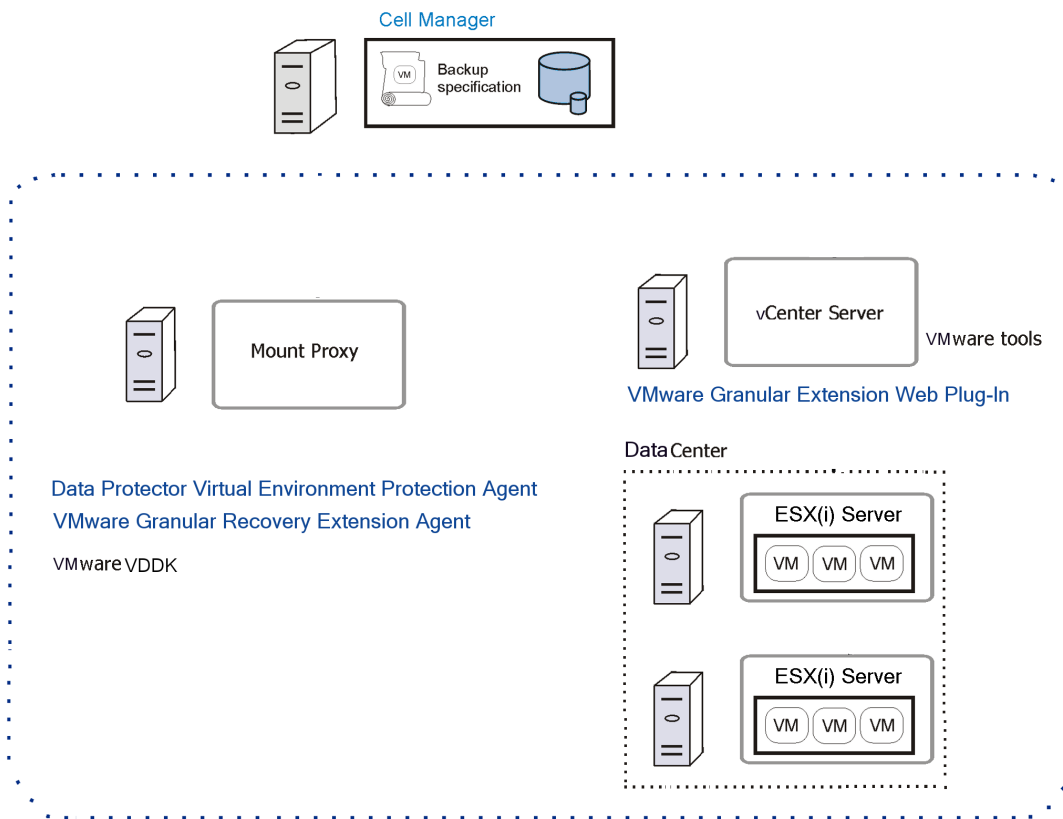 Cell Manager
VM
Backup
specification
Mount Proxy
vCenter Server
VMware tools
VMware Granular Extension Web Plug-In
DataCenter
Data Protector Virtual Environment Protection Agent
VMware Granular Recovery Extension Agent
VMware VDDK
ESX(i) Server
VM VM VM
ESX(i) Server
VM VM VM